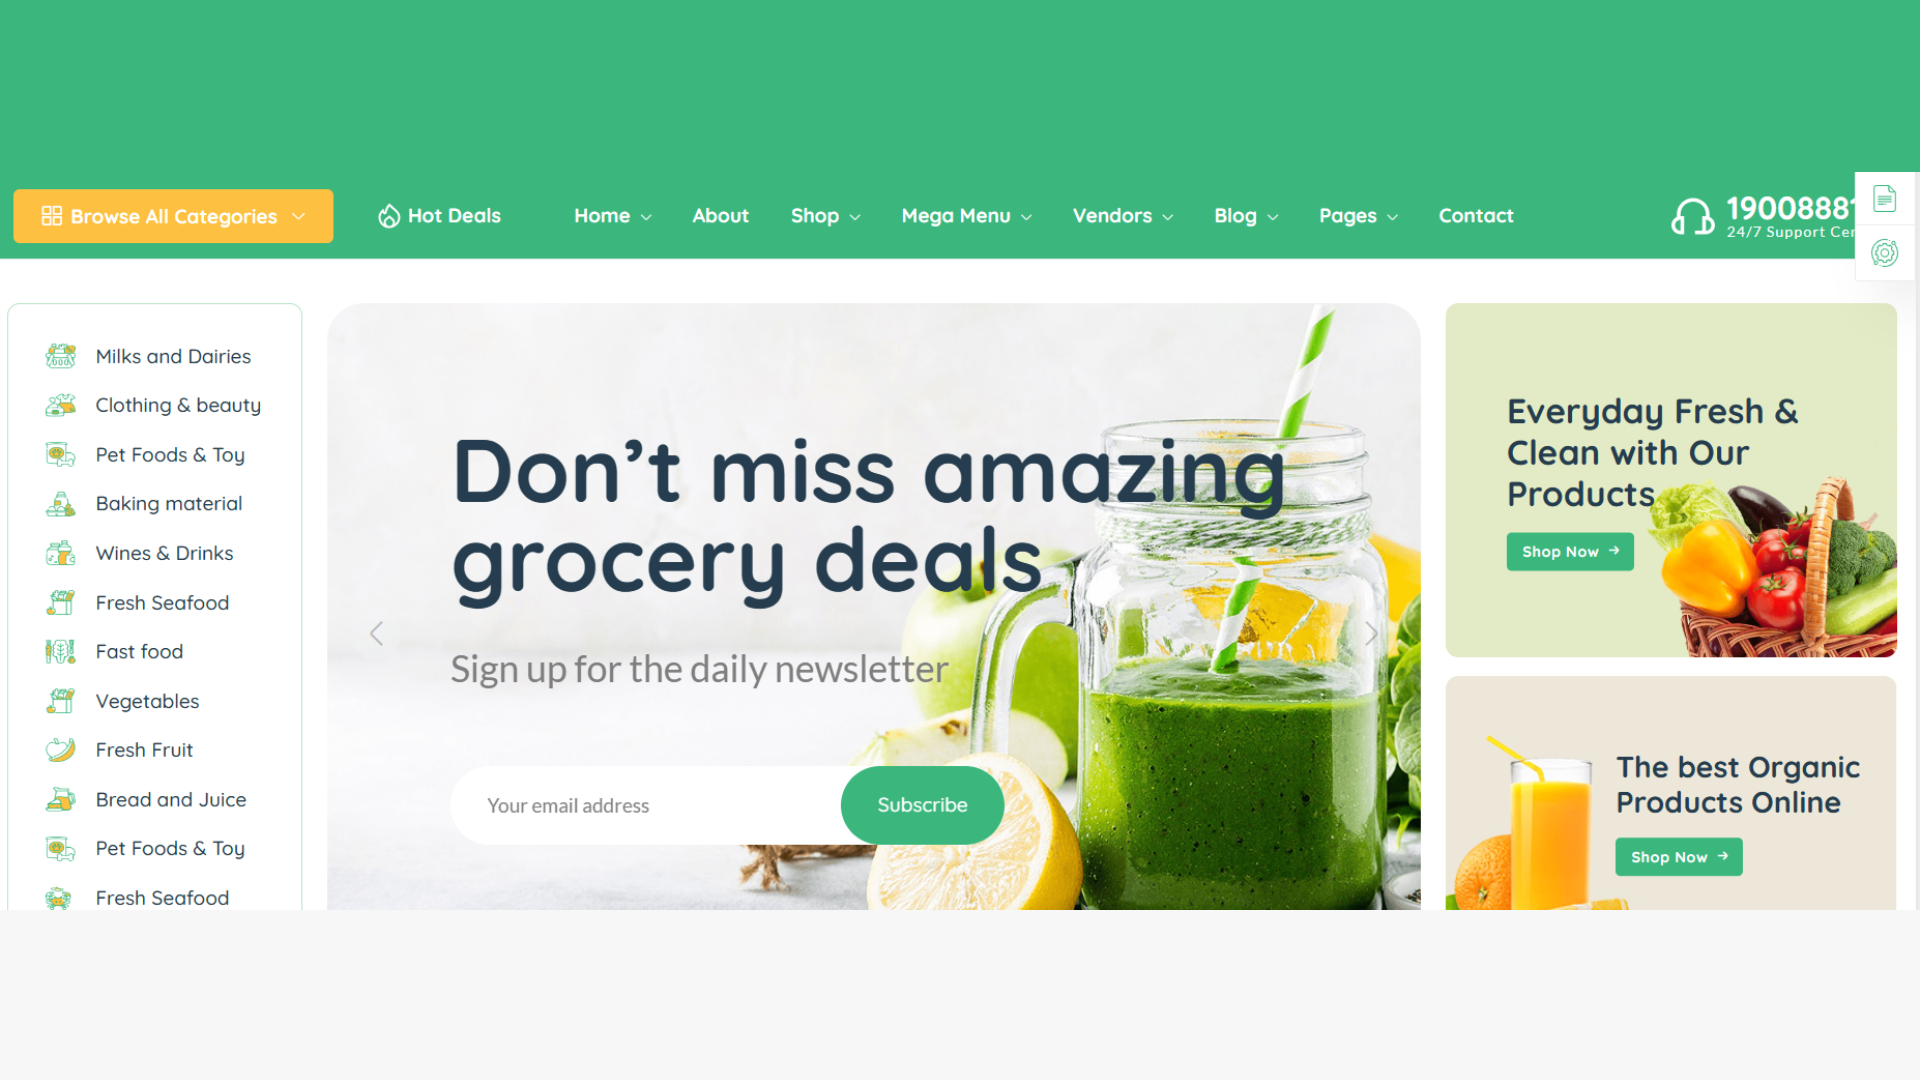 Browse All Categories
Hot Deals
Home
About
Shop
Mega Menu
Vendors
Blog
Pages
Contact
1900888
24/7 Support
Milks and Dairies
Clothing & beauty
Pet Foods & Toy
Baking material
Wines & Drinks
Fresh Seafood
Fast food
Vegetables
Fresh Fruit
Bread and Juice
Pet Foods & Toy
Fresh Seafood
Don’t miss amazing
grocery deals
Sign up for the daily newsletter
Your email address
Subscribe
Everyday Fresh &
Clean with Our
Products
Shop Now
The best Organic
Products Online
Shop Now